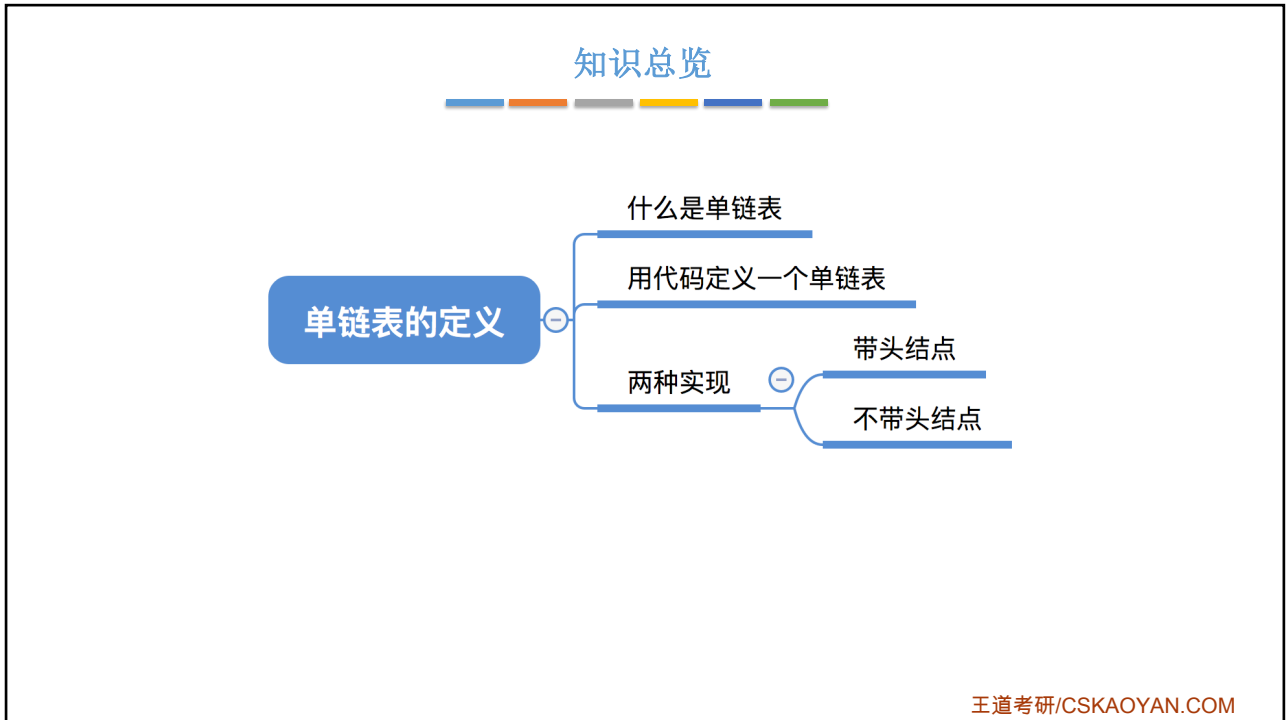 知识总览
什么是单链表
用代码定义一个单链表
单链表的定义
带头结点
两种实现
不带头结点
王道考研/CSKAOYAN.COM